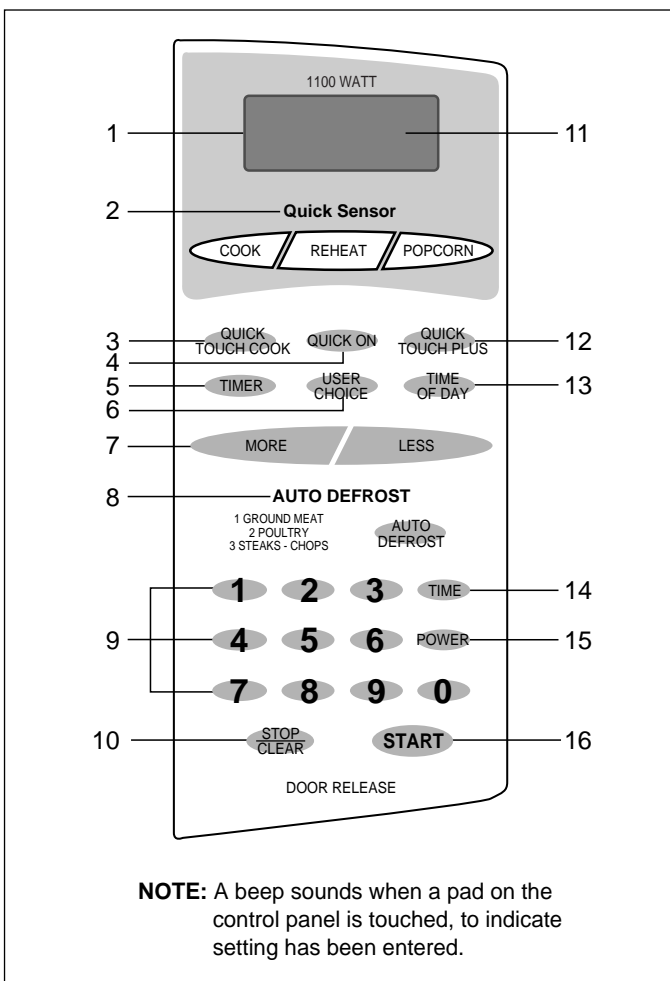 1100 WATT
1
11
2
Quick Sensor
COOK REHEAT POPCORN
3
QUICK
TOUCH COOK
QUICK ON
QUICK
TOUCH PLUS
12
4
5
TIMER
USER
CHOICE
TIME
OF DAY
13
6
7
MORE LESS
8
AUTO DEFROST
1 GROUND MEAT
2 POULTRY
3 STEAKS - CHOPS
AUTO
DEFROST
1 2 3 TIME 14
9
4 5 6 POWER 15
7 8 9 0
10
STOP
CLEAR
START
16
DOOR RELEASE
NOTE: A beep sounds when a pad on the
control panel is touched, to indicate
setting has been entered.